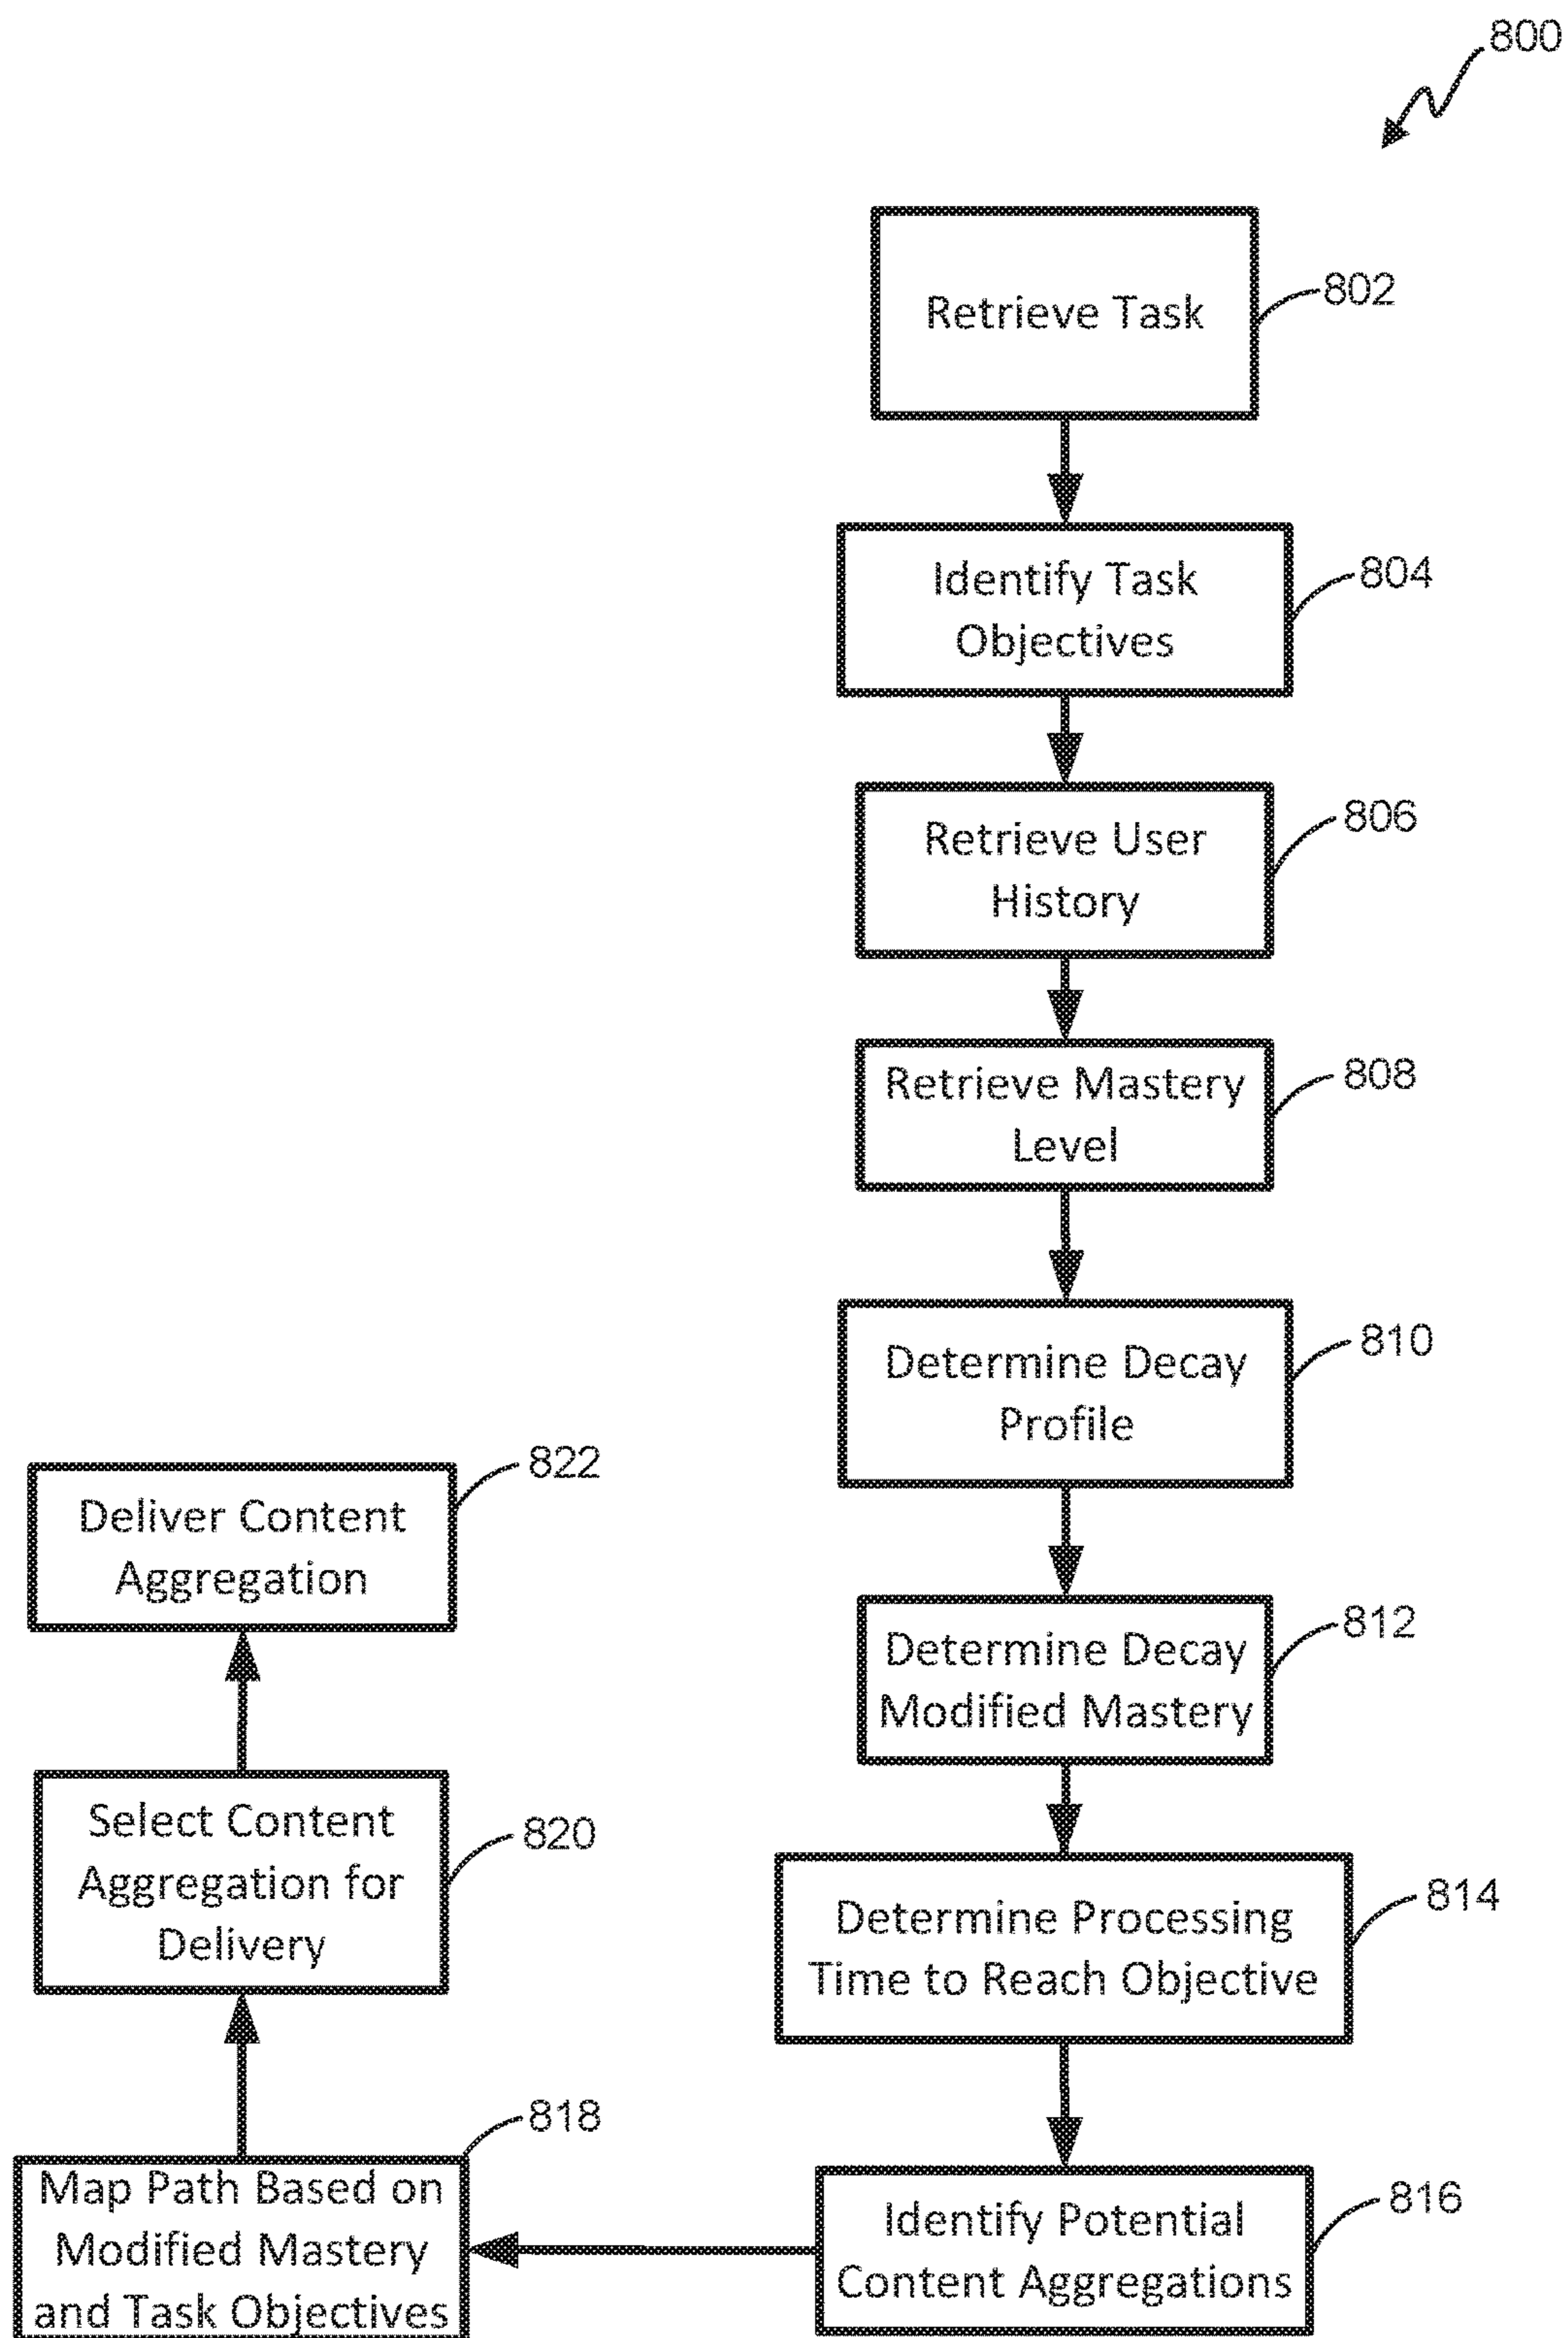 800
Retrieve Task
802
Identify Task
Objectives
804
Retrieve User
History
806
Retrieve Mastery
Level
808
Determine Decay
Profile
810
Determine Decay
Modified Mastery
812
Determine Processing
Time to Reach Objective
814
Identify Potential
Content Aggregations
816
Map Path Based on
Modified Mastery
and Task Objectives
818
Select Content
Aggregation for
Delivery
820
Deliver Content
Aggregation
822